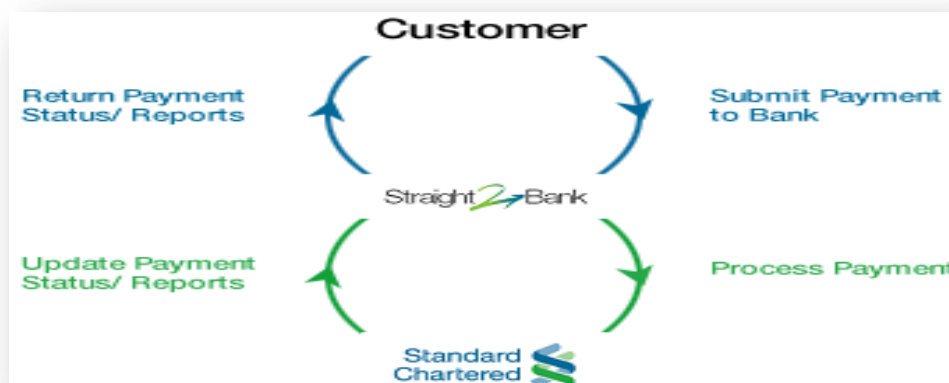 Customer
Return Payment
Status/ Reports
Submit Payment
to Bank
Straight2Bank
Update Payment
Status/ Reports
Process Payment
Standard
Chartered